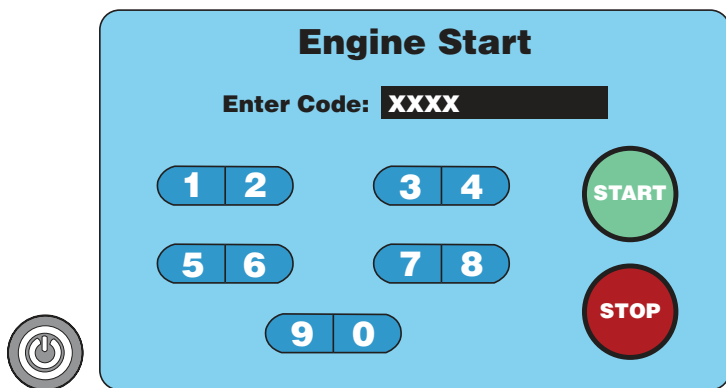 Engine Start
Enter Code: XXXX
1 2 3 4
START
5 6 7 8
STOP
9 0